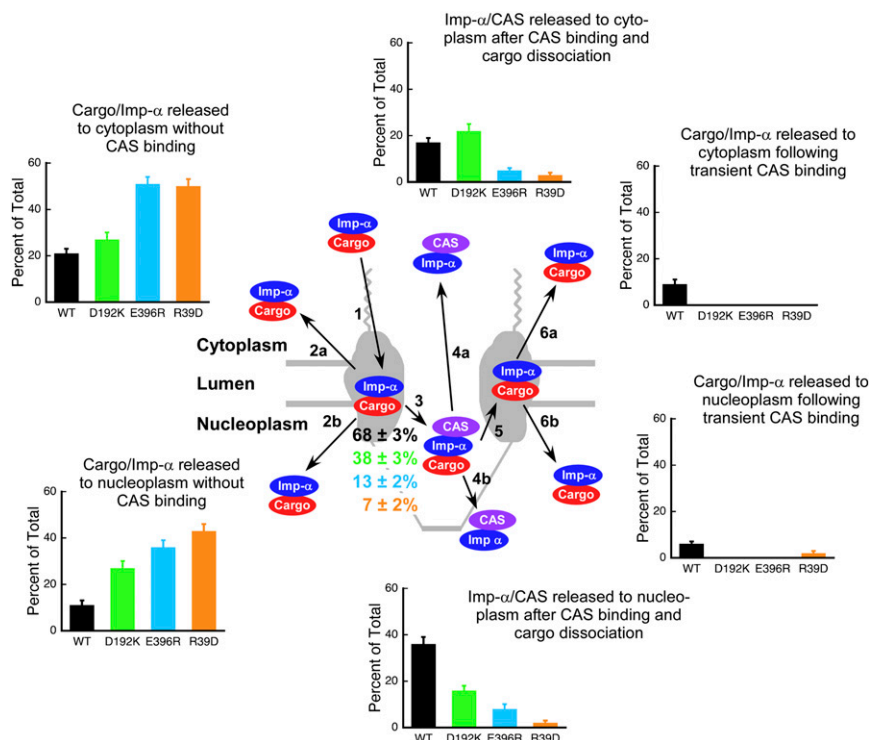 Imp-α/CAS released to cyto-
plasm after CAS binding and
cargo dissociation
Percent of Total
60
40
20
0
WT D192K E396R R39D
Cargo/Imp-α released
to cytoplasm without
CAS binding
Percent of Total
60
40
20
0
WT D192K E396R R39D
Cargo/Imp-α released to
cytoplasm following
transient CAS binding
Percent of Total
60
40
20
0
WT D192K E396R R39D
Imp-α
Cargo
CAS
Imp-α
Imp-α
Cargo
Imp-α
Cargo
1
2a
4a
6a
Cytoplasm
Lumen
Nucleoplasm
Imp-α
Cargo
Imp-α
Cargo
3
5
2b
6b
CAS
Imp-α
Cargo
68 ± 3%
38 ± 3%
13 ± 2%
7 ± 2%
4b
Imp-α
Cargo
Imp-α
Cargo
CAS
Imp α
Cargo/Imp-α released
to nucleoplasm without
CAS binding
Percent of Total
60
40
20
0
WT D192K E396R R39D
Cargo/Imp-α released to
nucleoplasm following
transient CAS binding
Percent of Total
60
40
20
0
WT D192K E396R R39D
Imp-α/CAS released to nucleo-
plasm after CAS binding and
cargo dissociation
Percent of Total
60
40
20
0
WT D192K E396R R39D